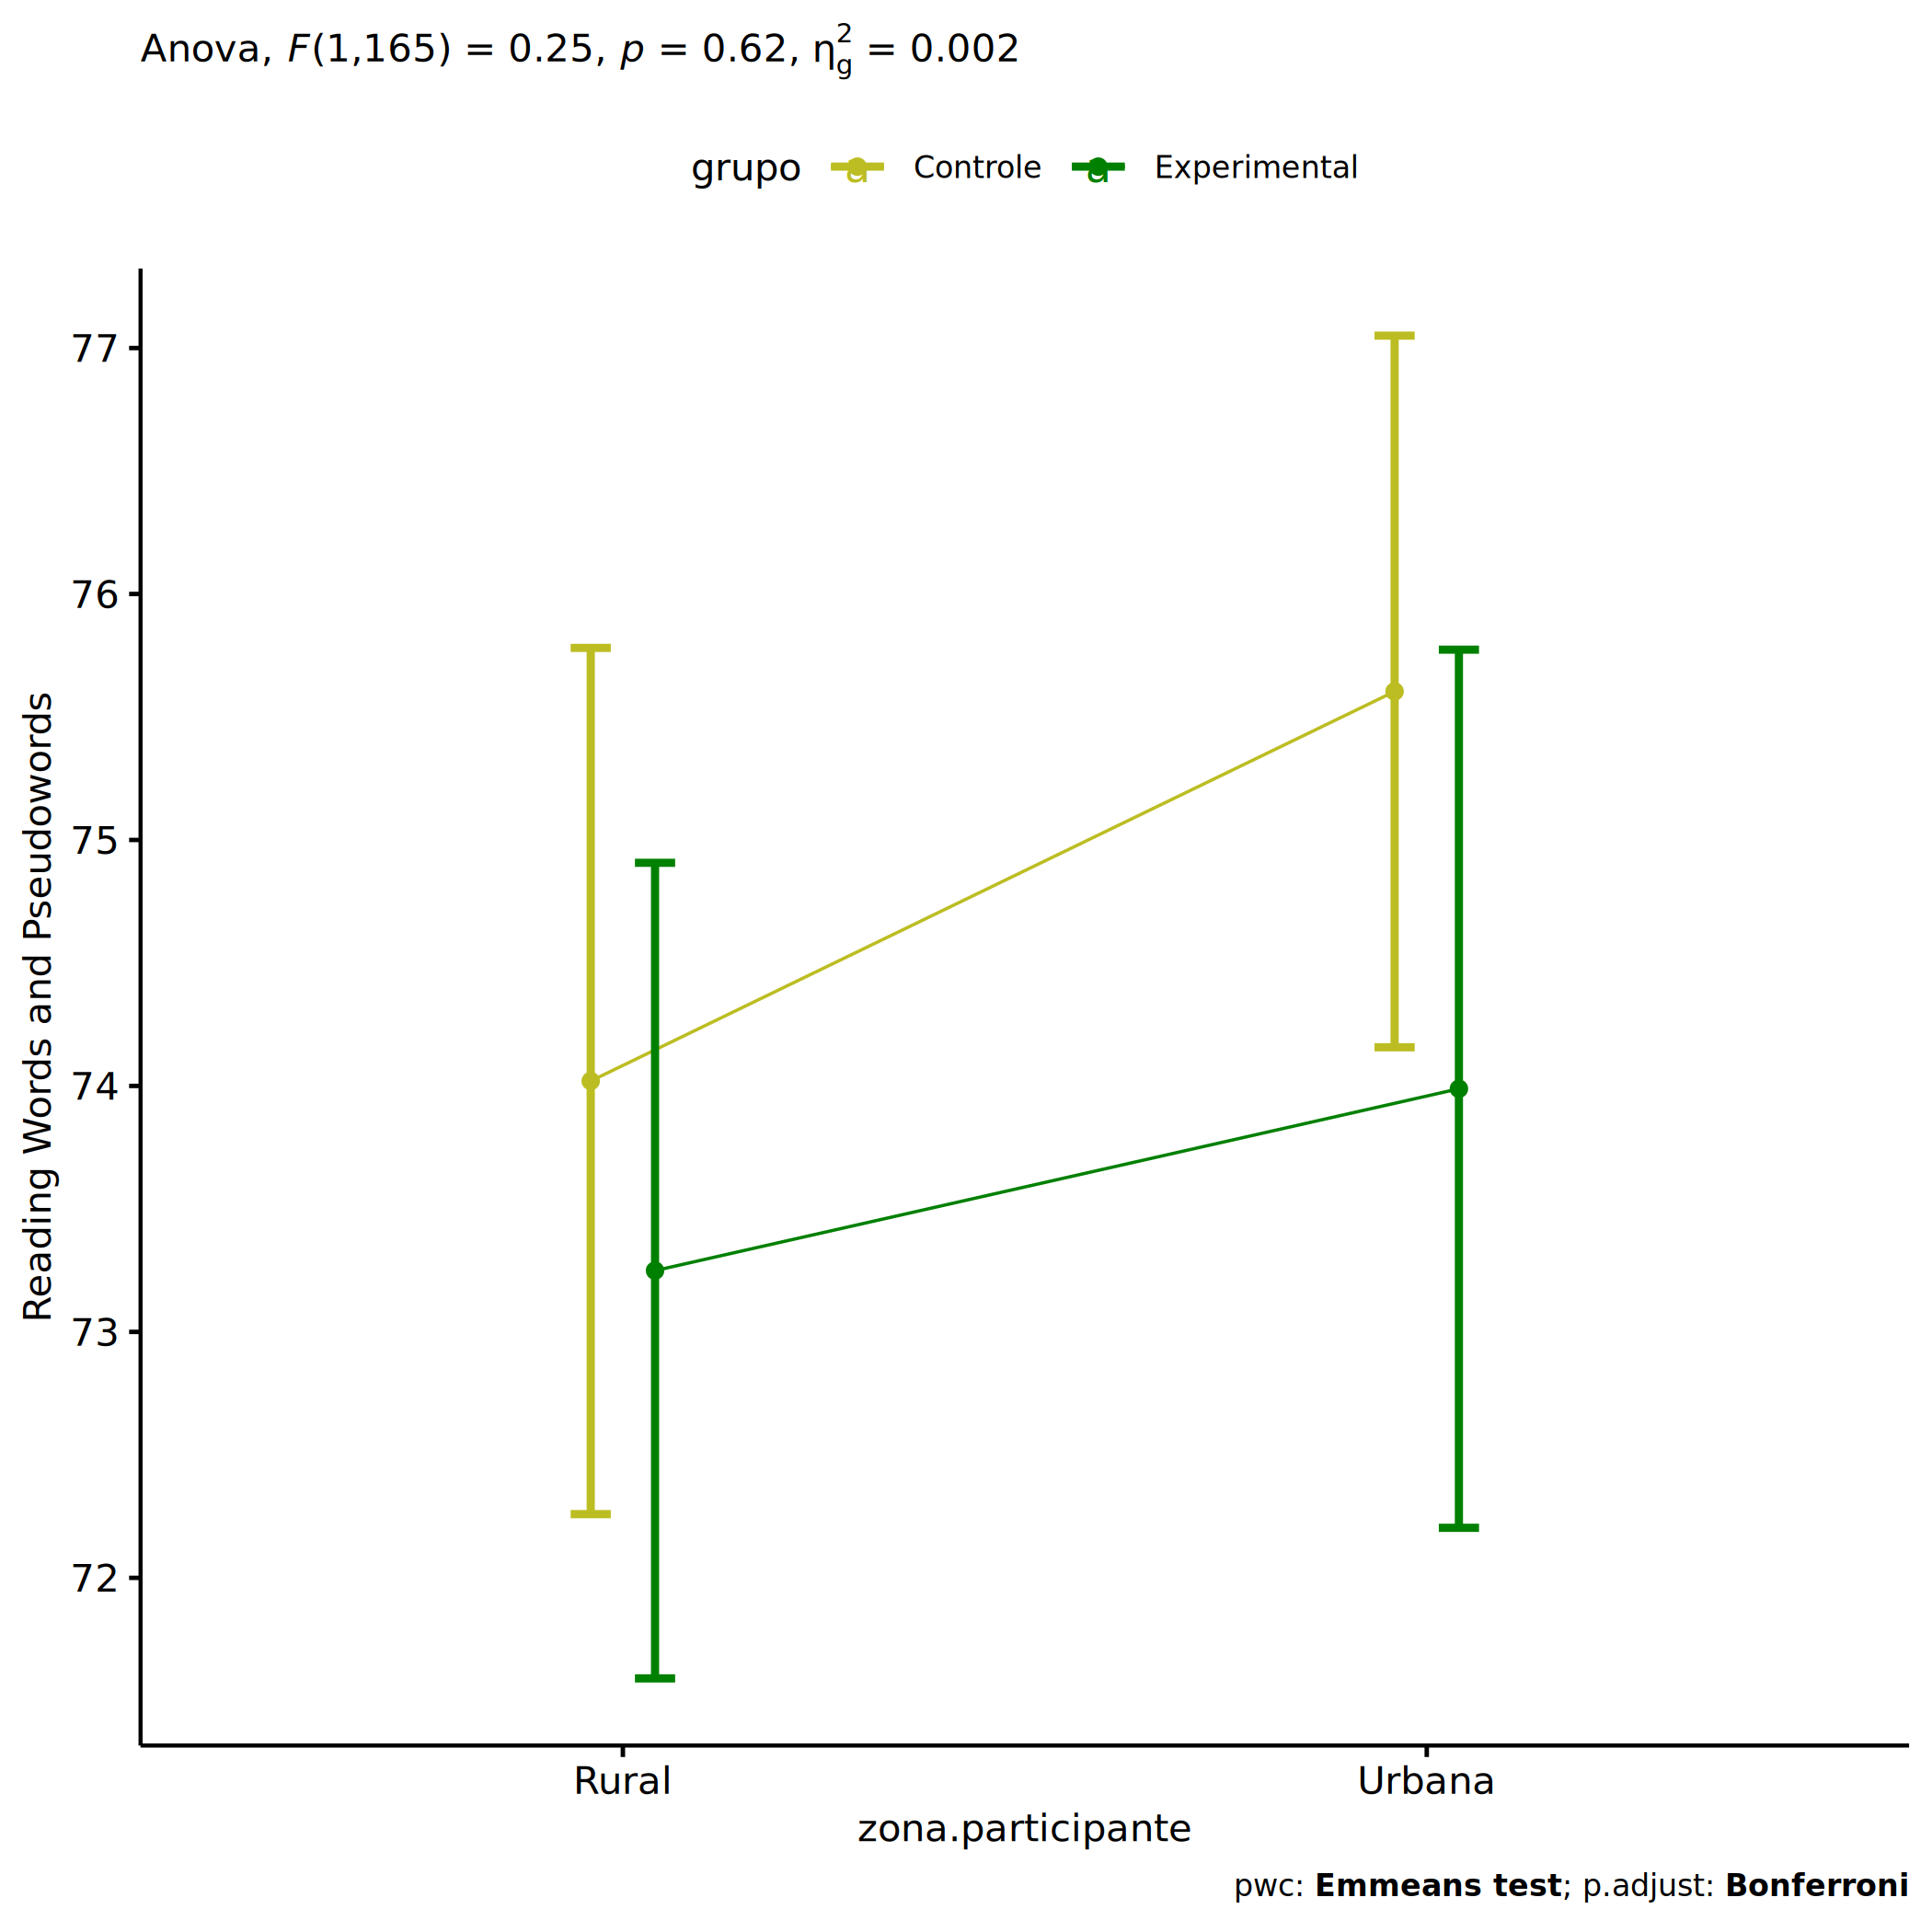 Anova, F(1,165) = 0.25, p = 0.62, η²g = 0.002
grupo Controle Experimental
77
76
75
74
73
72
Reading Words and Pseudowords
Rural Urbana
zona.participante
pwc: Emmeans test; p.adjust: Bonferroni